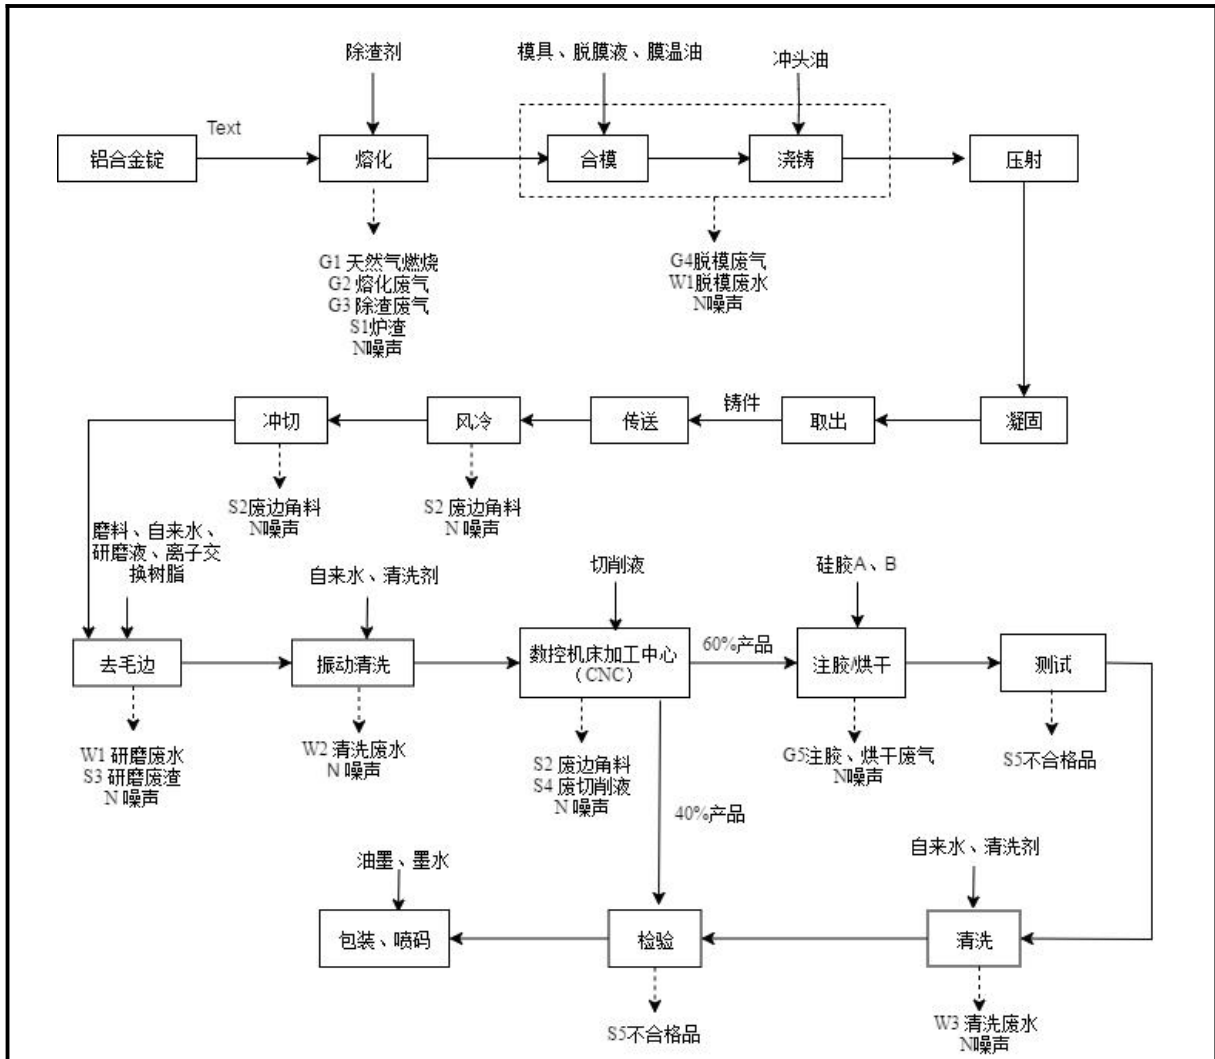 除渣剂
模具、脱膜液、膜温油
冲头油
Text
铝合金锭
熔化
合模
浇铸
压射
G1 天然气燃烧
G2 熔化废气
G3 除渣废气
S1炉渣
N噪声
G4脱模废气
W1脱模废水
N噪声
冲切
风冷
传送
铸件
取出
凝固
S2废边角料
N噪声
S2 废边角料
N 噪声
磨料、自来水、
研磨液、离子交
换树脂
自来水、清洗剂
切削液
硅胶A、B
去毛边
振动清洗
数控机床加工中心
（CNC）
60%产品
注胶/烘干
测试
W1 研磨废水
S3 研磨废渣
N 噪声
W2 清洗废水
N 噪声
S2 废边角料
S4 废切削液
N 噪声
G5注胶、烘干废气
N噪声
S5不合格品
40%产品
油墨、墨水
自来水、清洗剂
包装、喷码
检验
清洗
S5不合格品
W3 清洗废水
N噪声